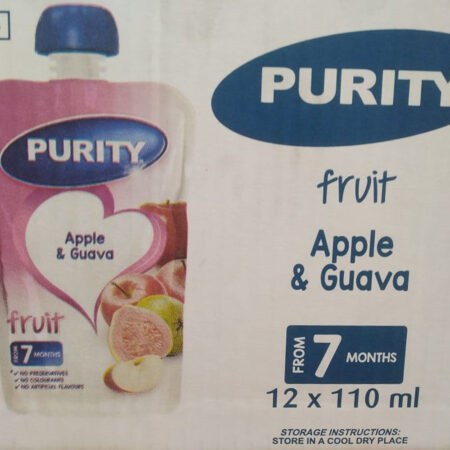 PURITY
Apple
& Guava
fruit
FROM 7 MONTHS
NO PRESERVATIVES
NO COLOURANTS
NO ARTIFICIAL FLAVOURS
PURITY
fruit
Apple
& Guava
FROM 7 MONTHS
12 x 110 ml
STORAGE INSTRUCTIONS:
STORE IN A COOL DRY PLACE